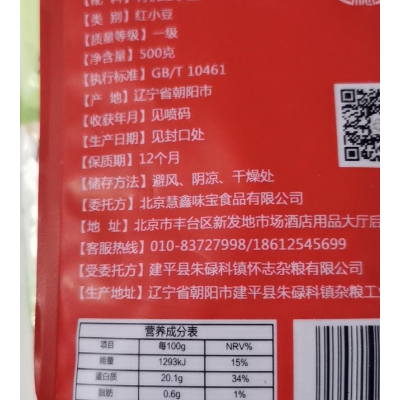 【类 别】红小豆
【质量等级】一级
【净含量】500克
【执行标准】GB/T 10461
【产 地】辽宁省朝阳市
【收获年月】见喷码
【生产日期】见封口处
【保质期】12个月
【储存方法】避风、阴凉、干燥处
【委托方】北京慧鑫味宝食品有限公司
【地 址】北京市丰台区新发地市场酒店用品大厅后
【客服热线】010-83727998/18612545699
【受委托方】建平县朱碌科镇怀志杂粮有限公司
【生产地址】辽宁省朝阳市建平县朱碌科镇杂粮工业
营养成分表
项目 每100g NRV%
能量 1293kJ 15%
蛋白质 20.1g 34%
脂肪 0.6g 1%